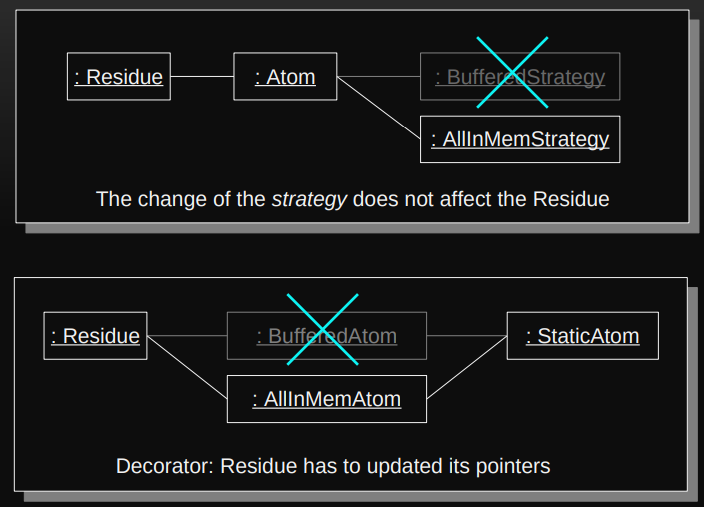 : Residue
: Atom
: BufferedStrategy
: AllInMemStrategy
The change of the strategy does not affect the Residue
: Residue
: BufferedAtom
: StaticAtom
: AllInMemAtom
Decorator: Residue has to updated its pointers